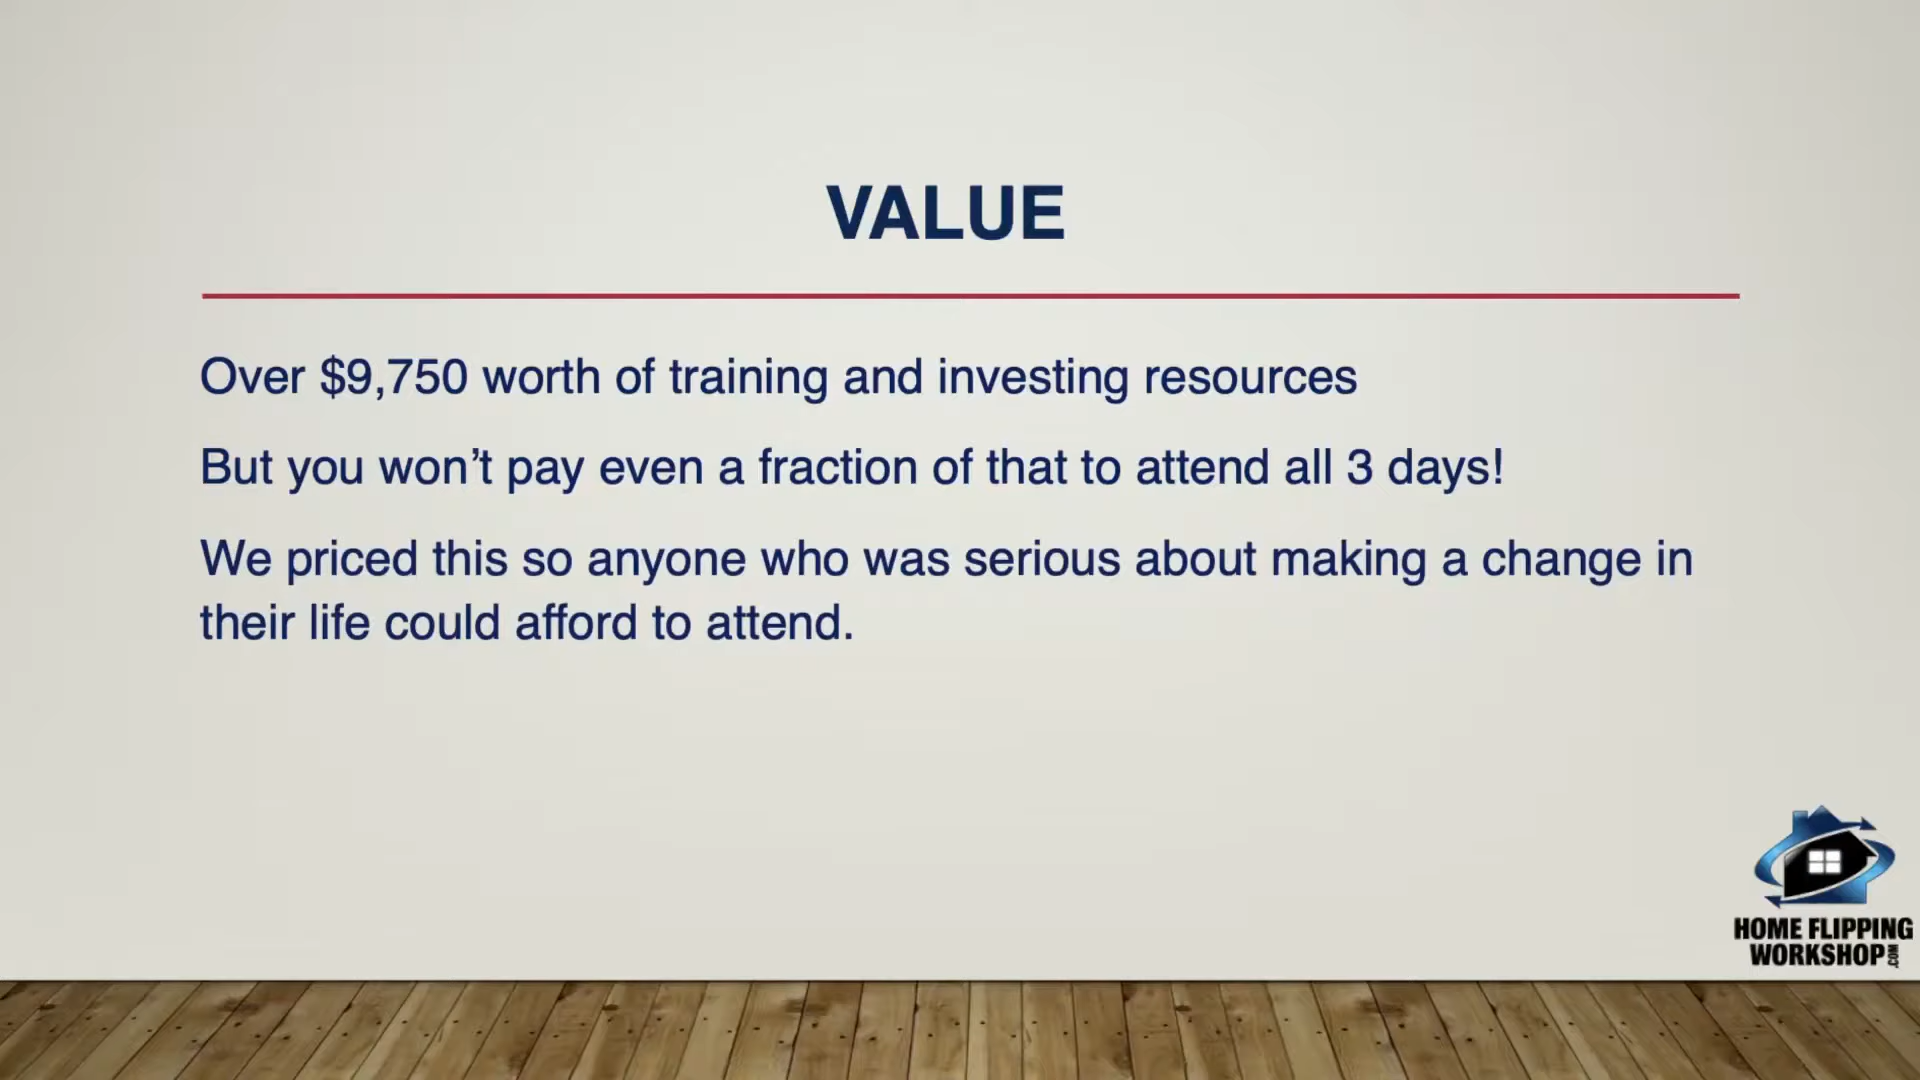 VALUE
Over $9,750 worth of training and investing resources
But you won’t pay even a fraction of that to attend all 3 days!
We priced this so anyone who was serious about making a change in
their life could afford to attend.
HOME FLIPPING
WORKSHOP.COM